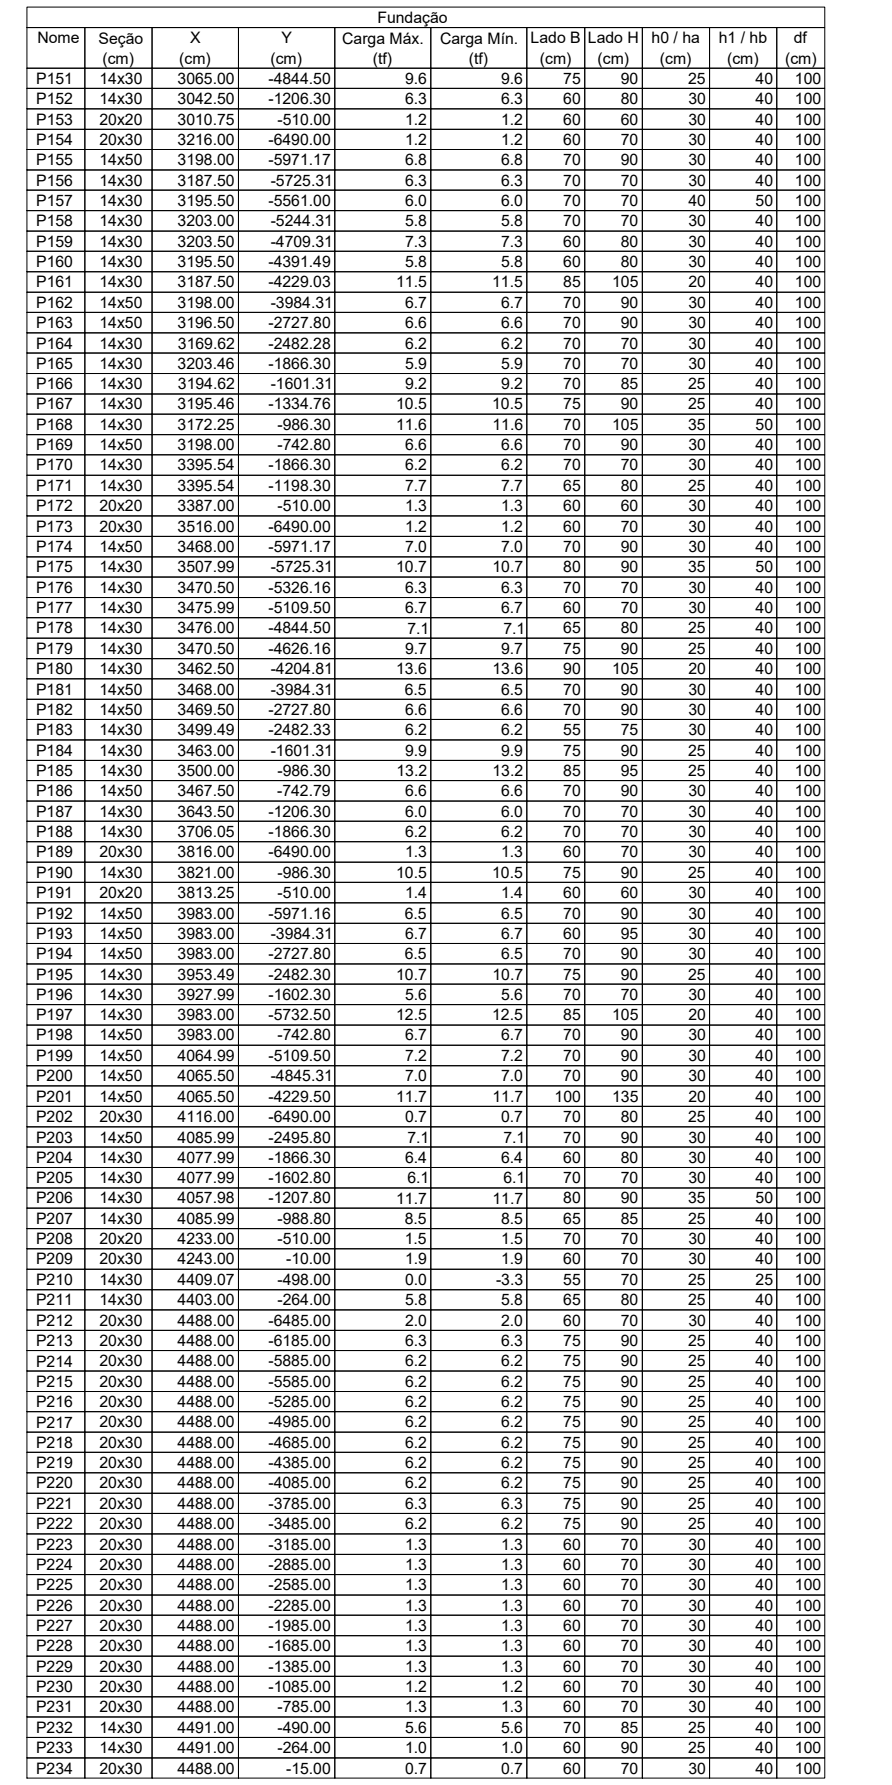 Fundação
Nome Seção X Y Carga Máx. Carga Mín. Lado B Lado H h0 / ha h1 / hb df
(cm) (cm) (cm) (tf) (tf) (cm) (cm) (cm) (cm) (cm)
P151 14x30 3065.00 -4844.50 9.6 9.6 75 90 25 40 100
P152 14x30 3042.50 -1206.30 6.3 6.3 60 80 30 40 100
P153 20x20 3010.75 -510.00 1.2 1.2 60 60 30 40 100
P154 20x30 3216.00 -6490.00 1.2 1.2 60 70 30 40 100
P155 14x50 3198.00 -5971.17 6.8 6.8 70 90 30 40 100
P156 14x30 3187.50 -5725.31 6.3 6.3 70 70 30 40 100
P157 14x30 3195.50 -5561.00 6.0 6.0 70 70 40 50 100
P158 14x30 3203.00 -5244.31 5.8 5.8 70 70 30 40 100
P159 14x30 3203.50 -4709.31 7.3 7.3 60 80 30 40 100
P160 14x30 3195.50 -4391.49 5.8 5.8 60 80 30 40 100
P161 14x30 3187.50 -4229.03 11.5 11.5 85 105 20 40 100
P162 14x50 3198.00 -3984.31 6.7 6.7 70 90 30 40 100
P163 14x50 3196.50 -2727.80 6.6 6.6 70 90 30 40 100
P164 14x30 3169.62 -2482.28 6.2 6.2 70 70 30 40 100
P165 14x30 3203.46 -1866.30 5.9 5.9 70 70 30 40 100
P166 14x30 3194.62 -1601.31 9.2 9.2 70 85 25 40 100
P167 14x30 3195.46 -1334.76 10.5 10.5 75 90 25 40 100
P168 14x30 3172.25 -986.30 11.6 11.6 70 105 35 50 100
P169 14x50 3198.00 -742.80 6.6 6.6 70 90 30 40 100
P170 14x30 3395.54 -1866.30 6.2 6.2 70 70 30 40 100
P171 14x30 3395.54 -1198.30 7.7 7.7 65 80 25 40 100
P172 20x20 3387.00 -510.00 1.3 1.3 60 60 30 40 100
P173 20x30 3516.00 -6490.00 1.2 1.2 60 70 30 40 100
P174 14x50 3468.00 -5971.17 7.0 7.0 70 90 30 40 100
P175 14x30 3507.99 -5725.31 10.7 10.7 80 90 35 50 100
P176 14x30 3470.50 -5326.16 6.3 6.3 70 70 30 40 100
P177 14x30 3475.99 -5109.50 6.7 6.7 60 70 30 40 100
P178 14x30 3476.00 -4844.50 7.1 7.1 65 80 25 40 100
P179 14x30 3470.50 -4626.16 9.7 9.7 75 90 25 40 100
P180 14x30 3462.50 -4204.81 13.6 13.6 90 105 20 40 100
P181 14x50 3468.00 -3984.31 6.5 6.5 70 90 30 40 100
P182 14x50 3469.50 -2727.80 6.6 6.6 70 90 30 40 100
P183 14x30 3499.49 -2482.33 6.2 6.2 55 75 30 40 100
P184 14x30 3463.00 -1601.31 9.9 9.9 75 90 25 40 100
P185 14x30 3500.00 -986.30 13.2 13.2 85 95 25 40 100
P186 14x50 3467.50 -742.79 6.6 6.6 70 90 30 40 100
P187 14x30 3643.50 -1206.30 6.0 6.0 70 70 30 40 100
P188 14x30 3706.05 -1866.30 6.2 6.2 70 70 30 40 100
P189 20x30 3816.00 -6490.00 1.3 1.3 60 70 30 40 100
P190 14x30 3821.00 -986.30 10.5 10.5 75 90 25 40 100
P191 20x20 3813.25 -510.00 1.4 1.4 60 60 30 40 100
P192 14x50 3983.00 -5971.16 6.5 6.5 70 90 30 40 100
P193 14x50 3983.00 -3984.31 6.7 6.7 60 95 30 40 100
P194 14x50 3983.00 -2727.80 6.5 6.5 70 90 30 40 100
P195 14x30 3953.49 -2482.30 10.7 10.7 75 90 25 40 100
P196 14x30 3927.99 -1602.30 5.6 5.6 70 70 30 40 100
P197 14x30 3983.00 -5732.50 12.5 12.5 85 105 20 40 100
P198 14x50 3983.00 -742.80 6.7 6.7 70 90 30 40 100
P199 14x50 4064.99 -5109.50 7.2 7.2 70 90 30 40 100
P200 14x50 4065.50 -4845.31 7.0 7.0 70 90 30 40 100
P201 14x50 4065.50 -4229.50 11.7 11.7 100 135 20 40 100
P202 20x30 4116.00 -6490.00 0.7 0.7 70 80 25 40 100
P203 14x50 4085.99 -2495.80 7.1 7.1 70 90 30 40 100
P204 14x30 4077.99 -1866.30 6.4 6.4 60 80 30 40 100
P205 14x30 4077.99 -1602.80 6.1 6.1 70 70 30 40 100
P206 14x30 4057.98 -1207.80 11.7 11.7 80 90 35 50 100
P207 14x30 4085.99 -988.80 8.5 8.5 65 85 25 40 100
P208 20x20 4233.00 -510.00 1.5 1.5 70 70 30 40 100
P209 20x30 4243.00 -10.00 1.9 1.9 60 70 30 40 100
P210 14x30 4409.07 -498.00 0.0 -3.3 55 70 25 25 100
P211 14x30 4403.00 -264.00 5.8 5.8 65 80 25 40 100
P212 20x30 4488.00 -6485.00 2.0 2.0 60 70 30 40 100
P213 20x30 4488.00 -6185.00 6.3 6.3 75 90 25 40 100
P214 20x30 4488.00 -5885.00 6.2 6.2 75 90 25 40 100
P215 20x30 4488.00 -5585.00 6.2 6.2 75 90 25 40 100
P216 20x30 4488.00 -5285.00 6.2 6.2 75 90 25 40 100
P217 20x30 4488.00 -4985.00 6.2 6.2 75 90 25 40 100
P218 20x30 4488.00 -4685.00 6.2 6.2 75 90 25 40 100
P219 20x30 4488.00 -4385.00 6.2 6.2 75 90 25 40 100
P220 20x30 4488.00 -4085.00 6.2 6.2 75 90 25 40 100
P221 20x30 4488.00 -3785.00 6.3 6.3 75 90 25 40 100
P222 20x30 4488.00 -3485.00 6.2 6.2 75 90 25 40 100
P223 20x30 4488.00 -3185.00 1.3 1.3 60 70 30 40 100
P224 20x30 4488.00 -2885.00 1.3 1.3 60 70 30 40 100
P225 20x30 4488.00 -2585.00 1.3 1.3 60 70 30 40 100
P226 20x30 4488.00 -2285.00 1.3 1.3 60 70 30 40 100
P227 20x30 4488.00 -1985.00 1.3 1.3 60 70 30 40 100
P228 20x30 4488.00 -1685.00 1.3 1.3 60 70 30 40 100
P229 20x30 4488.00 -1385.00 1.3 1.3 60 70 30 40 100
P230 20x30 4488.00 -1085.00 1.2 1.2 60 70 30 40 100
P231 20x30 4488.00 -785.00 1.3 1.3 60 70 30 40 100
P232 14x30 4491.00 -490.00 5.6 5.6 70 85 25 40 100
P233 14x30 4491.00 -264.00 1.0 1.0 60 90 25 40 100
P234 20x30 4488.00 -15.00 0.7 0.7 60 70 30 40 100